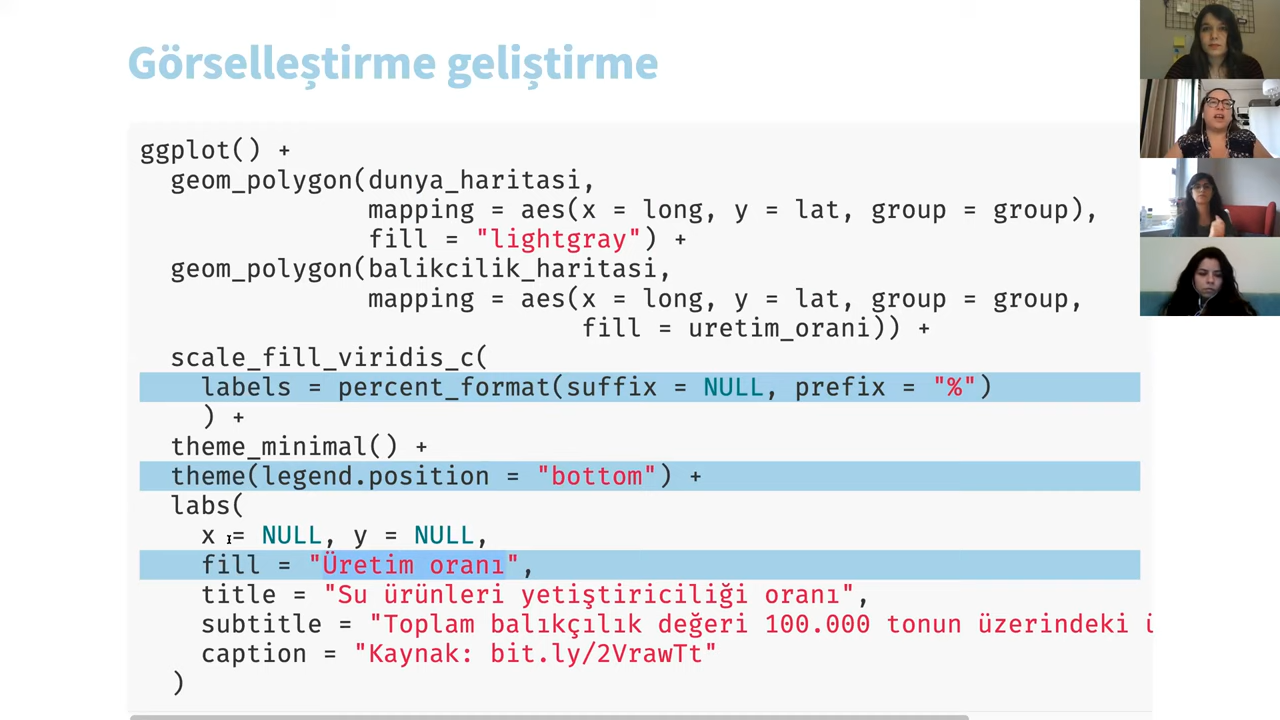 Görselleştirme geliştirme
ggplot() +
geom_polygon(dunya_haritasi,
mapping = aes(x = long, y = lat, group = group),
fill = "lightgray") +
geom_polygon(balikcilik_haritasi,
mapping = aes(x = long, y = lat, group = group,
fill = uretim_orani)) +
scale_fill_viridis_c(
labels = percent_format(suffix = NULL, prefix = "%")
) +
theme_minimal() +
theme(legend.position = "bottom") +
labs(
x = NULL, y = NULL,
fill = "Üretim oranı",
title = "Su ürünleri yetiştiriciliği oranı",
subtitle = "Toplam balıkçılık değeri 100.000 tonun üzerindeki ü
caption = "Kaynak: bit.ly/2VrawTt"
)